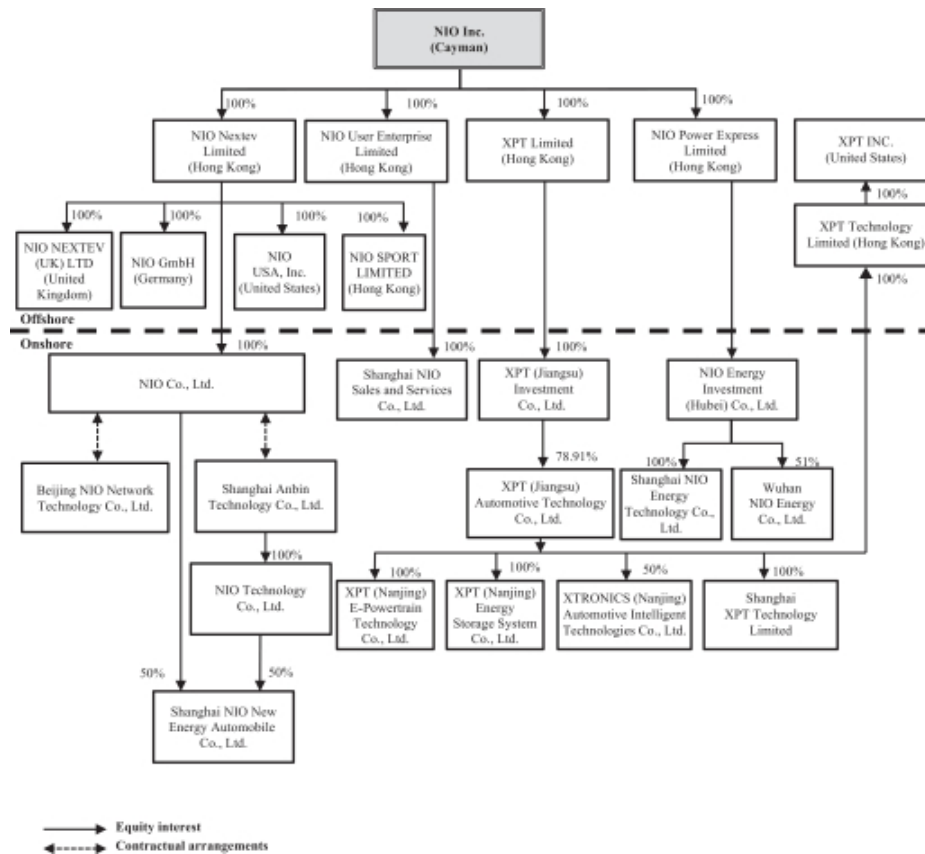 NIO Inc.
(Cayman)
100%
100%
100%
100%
NIO Nextev
Limited
(Hong Kong)
NIO User Enterprise
Limited
(Hong Kong)
XPT Limited
(Hong Kong)
NIO Power Express
Limited
(Hong Kong)
XPT INC.
(United States)
100%
100%
100%
100%
100%
NIO NEXTEV
(UK) LTD
(United
Kingdom)
NIO GmbH
(Germany)
NIO
USA, Inc.
(United States)
NIO SPORT
LIMITED
(Hong Kong)
XPT Technology
Limited (Hong Kong)
100%
Offshore
Onshore
100%
100%
100%
NIO Co., Ltd.
Shanghai NIO
Sales and Services
Co., Ltd.
XPT (Jiangsu)
Investment
Co., Ltd.
NIO Energy
Investment
(Hubei) Co., Ltd.
78.91%
100%
51%
Beijing NIO Network
Technology Co., Ltd.
Shanghai Anbin
Technology Co., Ltd.
XPT (Jiangsu)
Automotive Technology
Co., Ltd.
Shanghai NIO
Energy
Technology Co.,
Ltd.
Wuhan
NIO Energy
Co., Ltd.
100%
100%
100%
50%
100%
NIO Technology
Co., Ltd.
XPT (Nanjing)
E-Powertrain
Technology
Co., Ltd.
XPT (Nanjing)
Energy
Storage System
Co., Ltd.
XTRONICS (Nanjing)
Automotive Intelligent
Technologies Co., Ltd.
Shanghai
XPT Technology
Limited
50%
50%
Shanghai NIO New
Energy Automobile
Co., Ltd.
Equity interest
Contractual arrangements